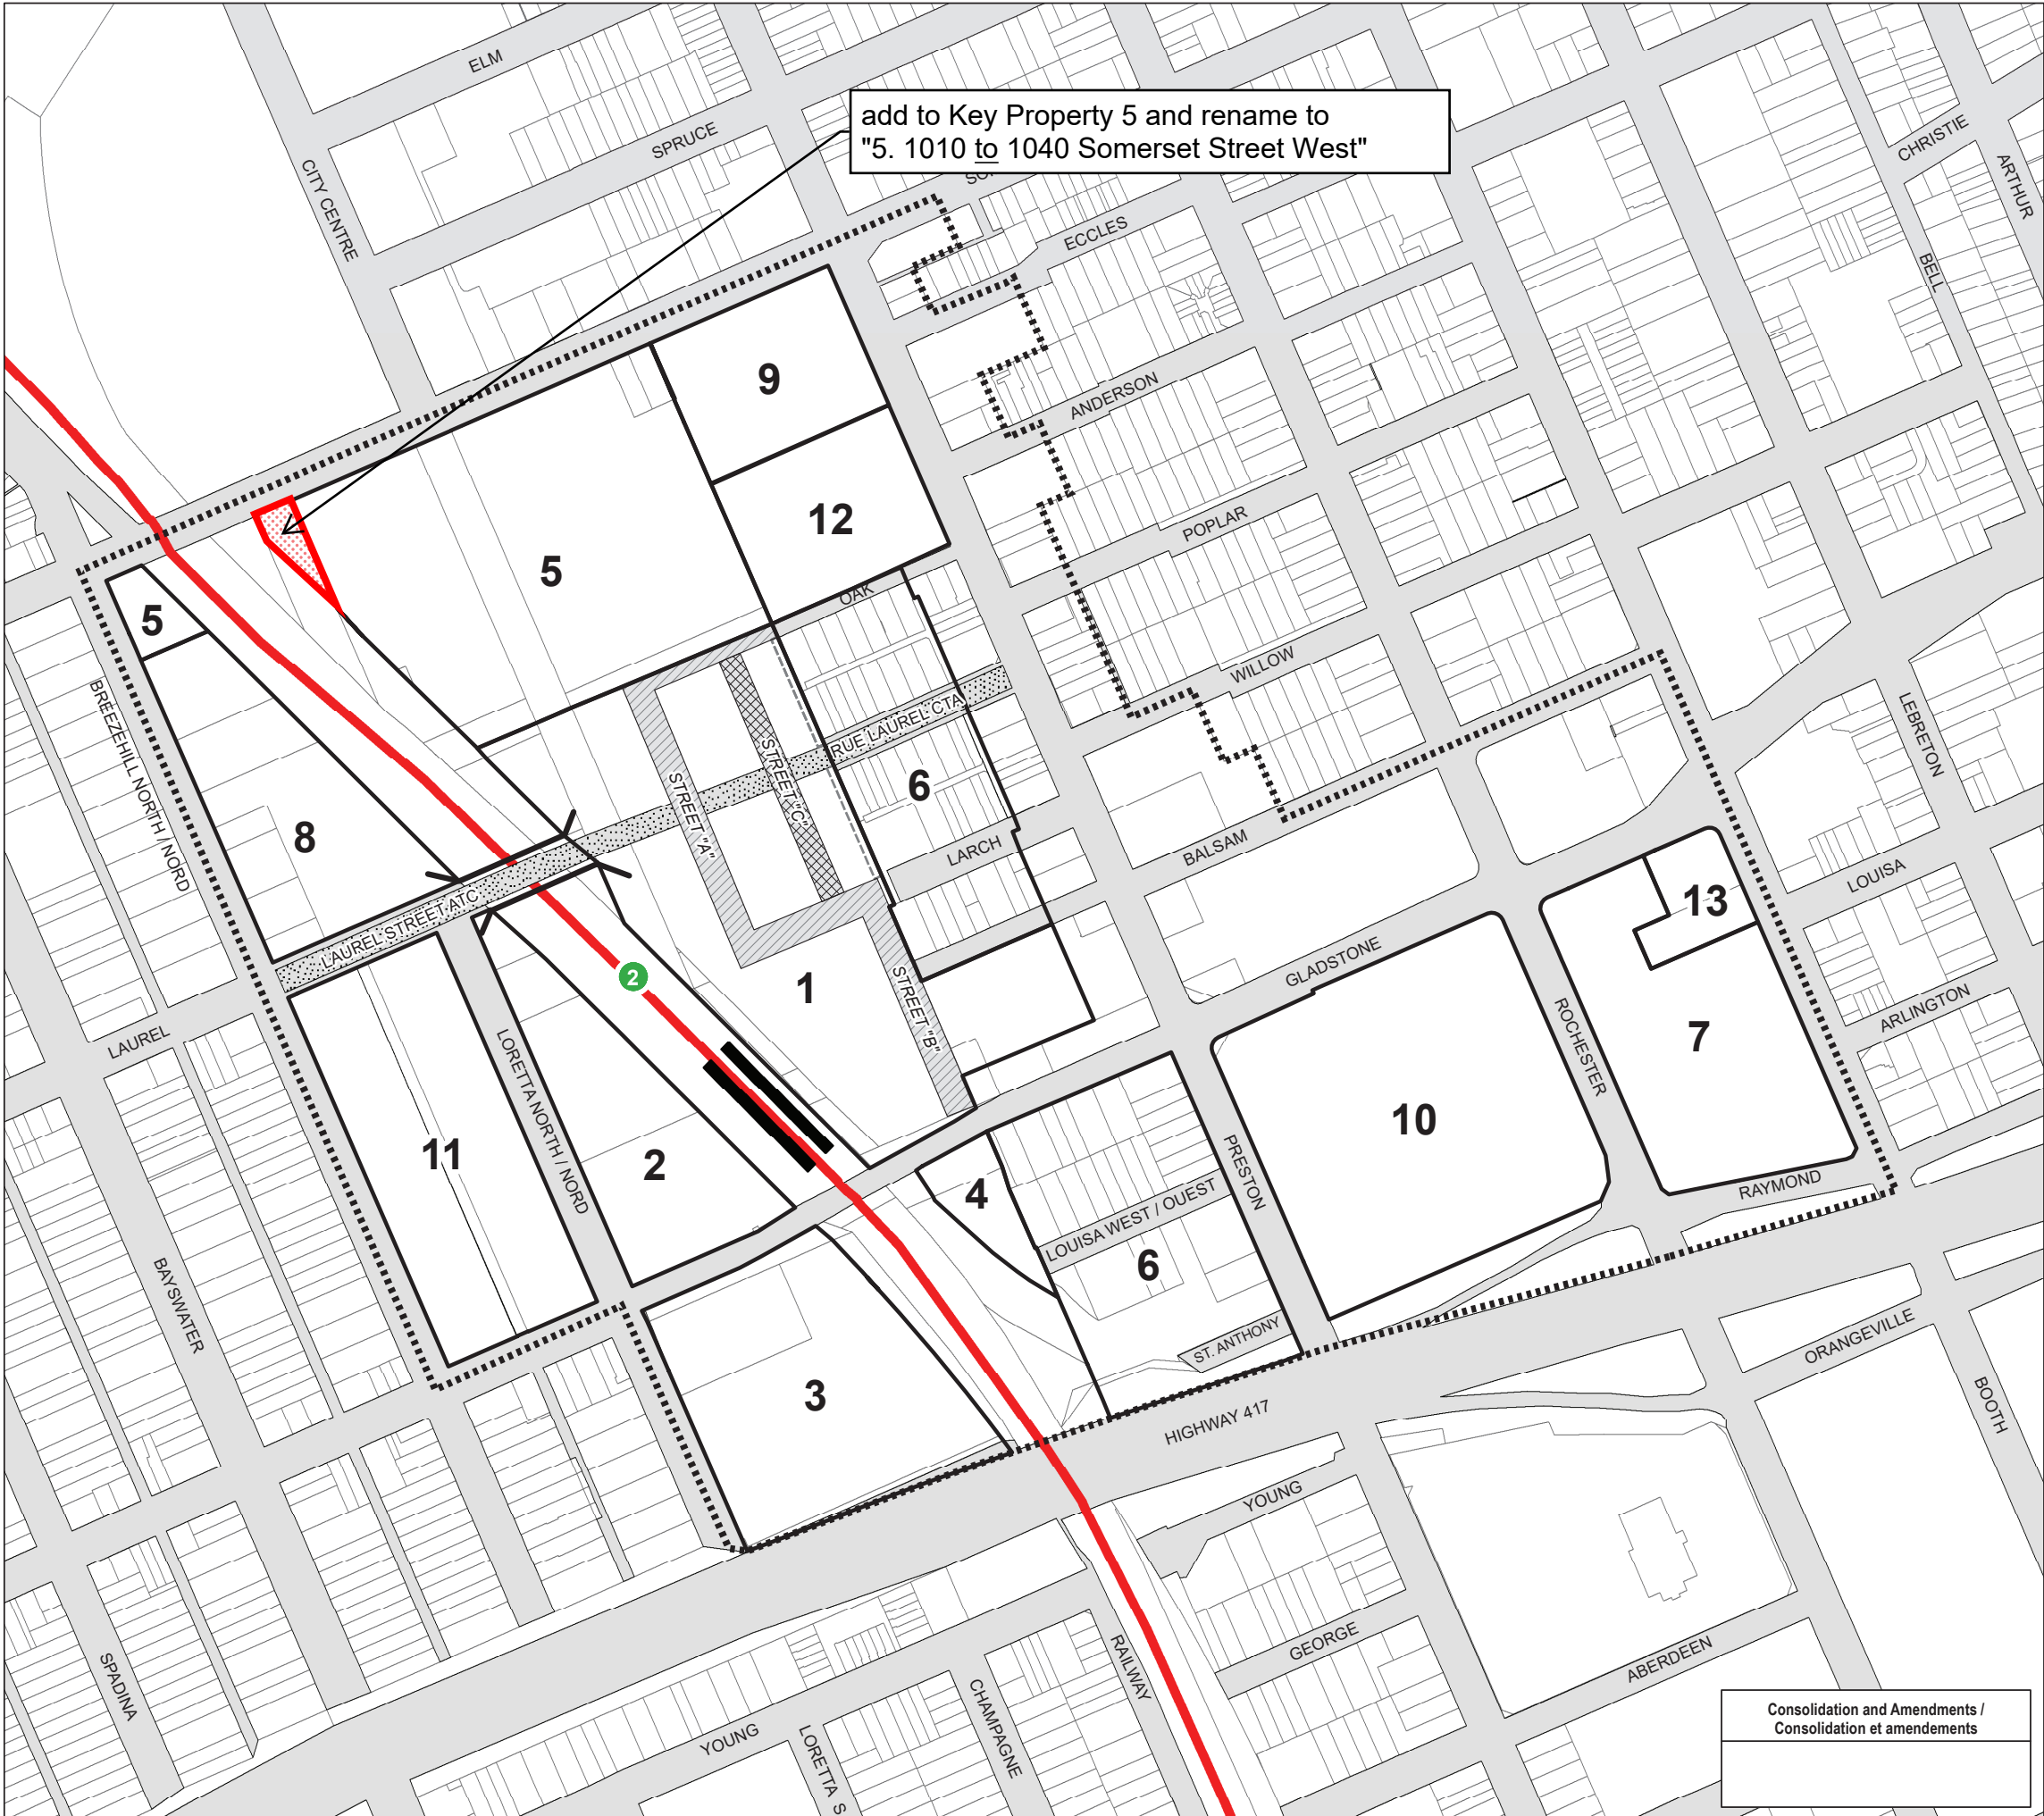 ELM
SPRUCE
add to Key Property 5 and rename to
"5. 1010 to 1040 Somerset Street West"
CITY CENTRE
CHRISTIE
ARTHUR
ECCLES
BELL
9
ANDERSON
12
POPLAR
5
OAK
5
WILLOW
BREEZEHILL NORTH / NORD
RUE LAUREL CTA
STREET "C"
STREET "A"
6
LEBRETON
8
LARCH
BALSAM
LOUISA
13
LAUREL STREET ATC
GLADSTONE
2
1
STREET "B"
ROCHESTER
7
ARLINGTON
LAUREL
LORETTA NORTH / NORD
11
2
10
4
PRESTON
RAYMOND
LOUISA WEST / OUEST
6
BAYSWATER
ST. ANTHONY
ORANGEVILLE
BOOTH
3
HIGHWAY 417
YOUNG
GEORGE
ABERDEEN
SPADINA
RAILWAY
CHAMPAGNE
YOUNG
LORETTA S
Consolidation and Amendments /
Consolidation et amendements